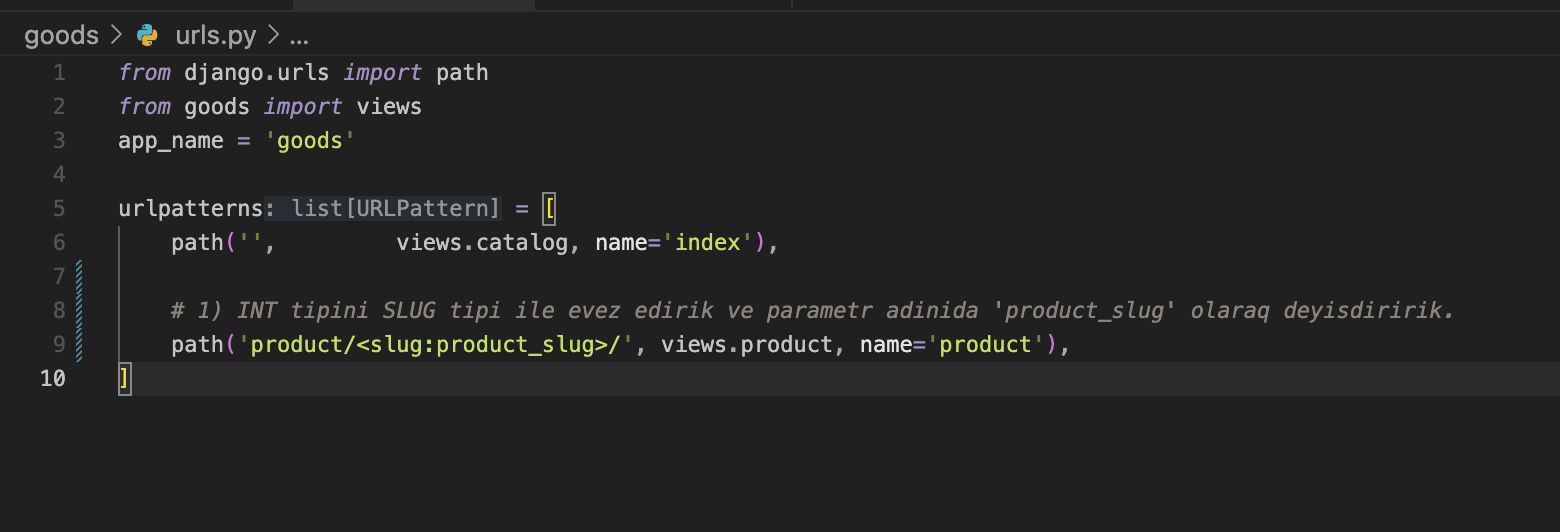 goods > urls.py > ...
1 from django.urls import path
2 from goods import views
3 app_name = 'goods'
4
5 urlpatterns: list[URLPattern] = [
6     path('',         views.catalog, name='index'),
7
8     # 1) INT tipini SLUG tipi ile evez edirik ve parametr adinida 'product_slug' olaraq deyisdiririk.
9     path('product/<slug:product_slug>/', views.product, name='product'),
10 ]